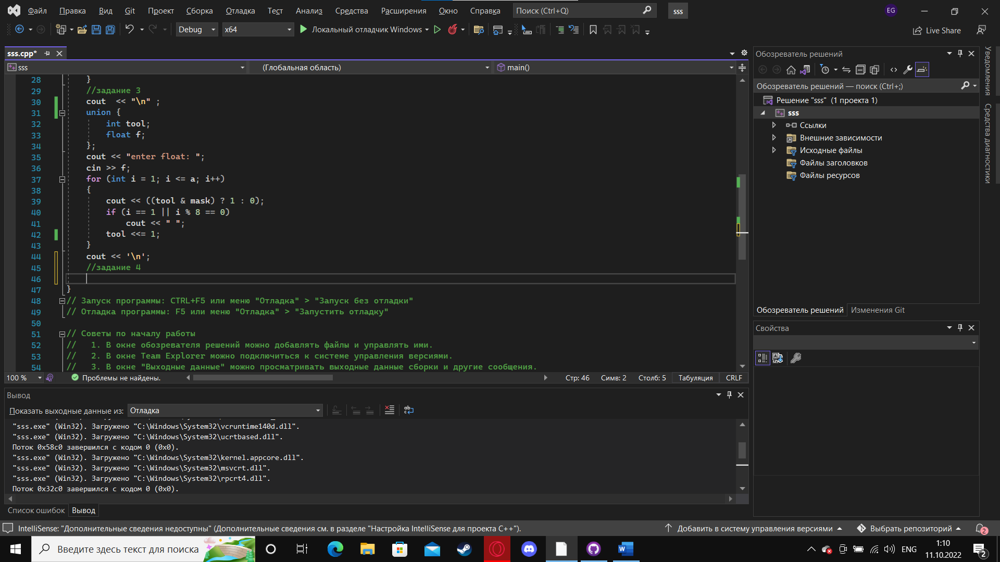 Файл Правка Вид Git Проект Сборка Отладка Тест Анализ Средства Расширения Окно Справка Поиск (Ctrl+Q) sss EG
Debug x64 Локальный отладчик Windows Live Share
sss.cpp*
sss (Глобальная область) main()
28 }
29 //задание 3
30 cout  << "\n" ;
31 union {
32 int tool;
33 float f;
34 };
35 cout << "enter float: ";
36 cin >> f;
37 for (int i = 1; i <= a; i++)
38 {
39 cout << ((tool & mask) ? 1 : 0);
40 if (i == 1 || i % 8 == 0)
41 cout << " ";
42 tool <<= 1;
43 }
44 cout << '\n';
45 //задание 4
46
47 }
48 // Запуск программы: CTRL+F5 или меню "Отладка" > "Запуск без отладки"
49 // Отладка программы: F5 или меню "Отладка" > "Запустить отладку"
50
51 // Советы по началу работы
52 //   1. В окне обозревателя решений можно добавлять файлы и управлять ими.
53 //   2. В окне Team Explorer можно подключиться к системе управления версиями.
54 //   3. В окне "Выходные данные" можно просматривать выходные данные сборки и другие сообщения.
100 % Проблемы не найдены. Стр: 46 Симв: 2 Столб: 5 Табуляция CRLF
Вывод
Показать выходные данные из: Отладка
"sss.exe" (Win32). Загружено "C:\Windows\System32\vcruntime140d.dll".
"sss.exe" (Win32). Загружено "C:\Windows\System32\ucrtbased.dll".
Поток 0x58c0 завершился с кодом 0 (0x0).
"sss.exe" (Win32). Загружено "C:\Windows\System32\kernel.appcore.dll".
"sss.exe" (Win32). Загружено "C:\Windows\System32\msvcrt.dll".
"sss.exe" (Win32). Загружено "C:\Windows\System32\rpcrt4.dll".
Поток 0x32c0 завершился с кодом 0 (0x0).
Список ошибок Вывод
Обозреватель решений
Обозреватель решений — поиск (Ctrl+;)
Решение "sss" (1 проекта 1)
sss
Ссылки
Внешние зависимости
Исходные файлы
Файлы заголовков
Файлы ресурсов
Обозреватель решений Изменения Git
Свойства
Уведомления
Средства диагностики
IntelliSense: "Дополнительные сведения недоступны" (Дополнительные сведения см. в разделе "Настройка IntelliSense для проекта C++"). Добавить в систему управления версиями Выбрать репозиторий 2
Введите здесь текст для поиска ENG 1:10
11.10.2022 2